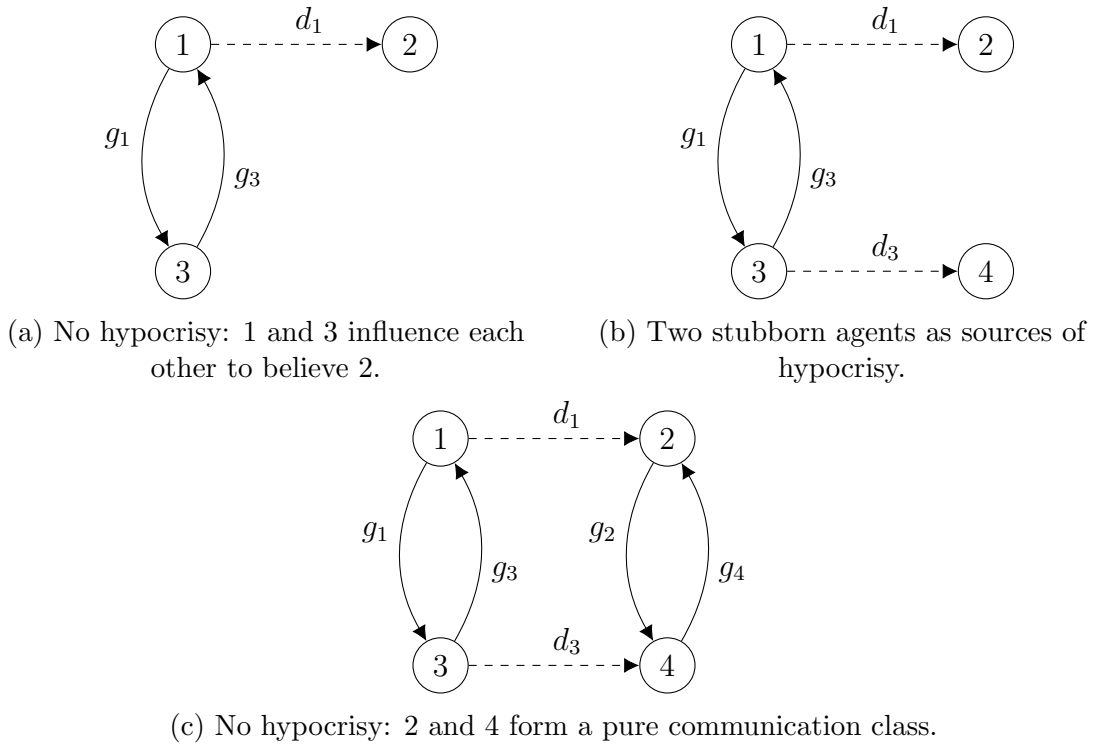 1 d₁ 2
g₁ g₃
3
(a) No hypocrisy: 1 and 3 influence each
other to believe 2.
1 d₁ 2
g₁ g₃
3 d₃ 4
(b) Two stubborn agents as sources of
hypocrisy.
1 d₁ 2
g₁ g₃ g₂ g₄
3 d₃ 4
(c) No hypocrisy: 2 and 4 form a pure communication class.